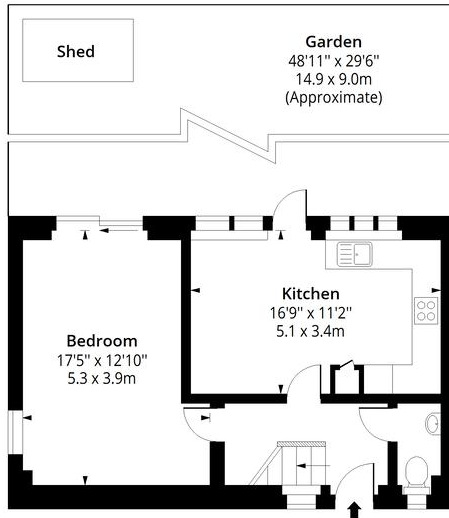 Shed
Garden
48'11" x 29'6"
14.9 x 9.0m
(Approximate)
Kitchen
16'9" x 11'2"
5.1 x 3.4m
Bedroom
17'5" x 12'10"
5.3 x 3.9m